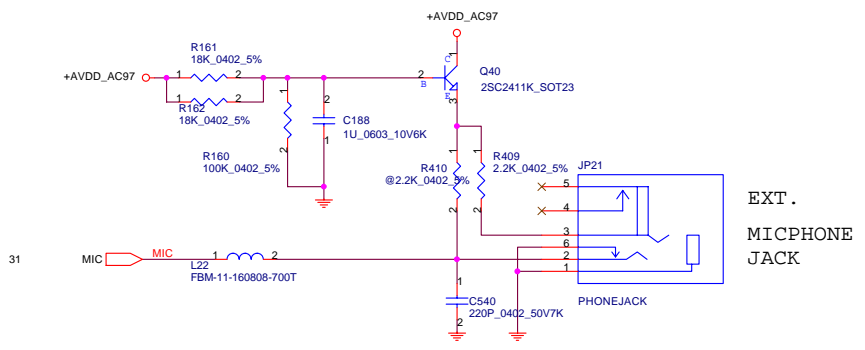 +AVDD_AC97
R161
18K_0402_5%
+AVDD_AC97
1 2
1 2
R162
18K_0402_5%
2 B
1
C
E
3
Q40
2SC2411K_SOT23
1
2
R160
100K_0402_5%
2
1
C188
1U_0603_10V6K
1
2
R410
@2.2K_0402_5%
1
2
R409
2.2K_0402_5%
JP21
5
4
3
6
2
1
PHONEJACK
EXT.
MICPHONE
JACK
31
MIC
MIC
1 2
L22
FBM-11-160808-700T
1
2
C540
220P_0402_50V7K